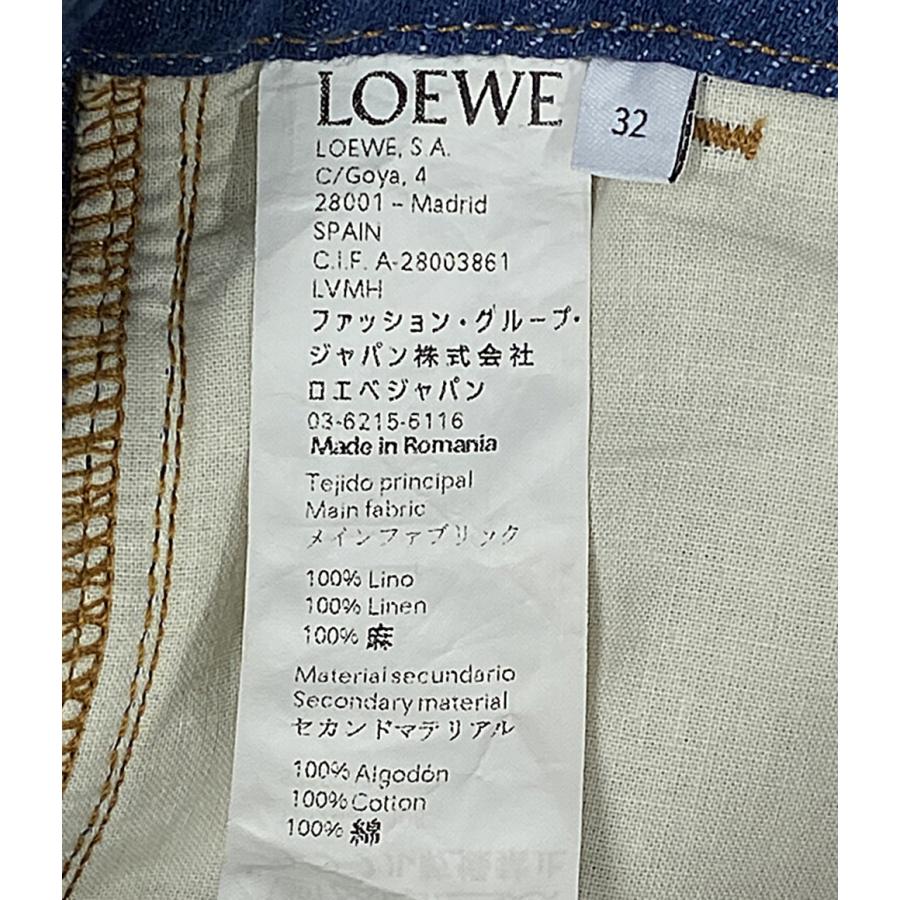 LOEWE
32
LOEWE, S.A.
C/Goya, 4
28001 - Madrid
SPAIN
C.I.F. A-28003861
LVMH
ファッション・グループ・
ジャパン株式会社
ロエベジャパン
03-6215-6116
Made in Romania
Tejido principal
Main fabric
メインファブリック
100% Lino
100% Linen
100% 麻
Material secundario
Secondary material
セカンドマテリアル
100% Algodón
100% Cotton
100% 綿